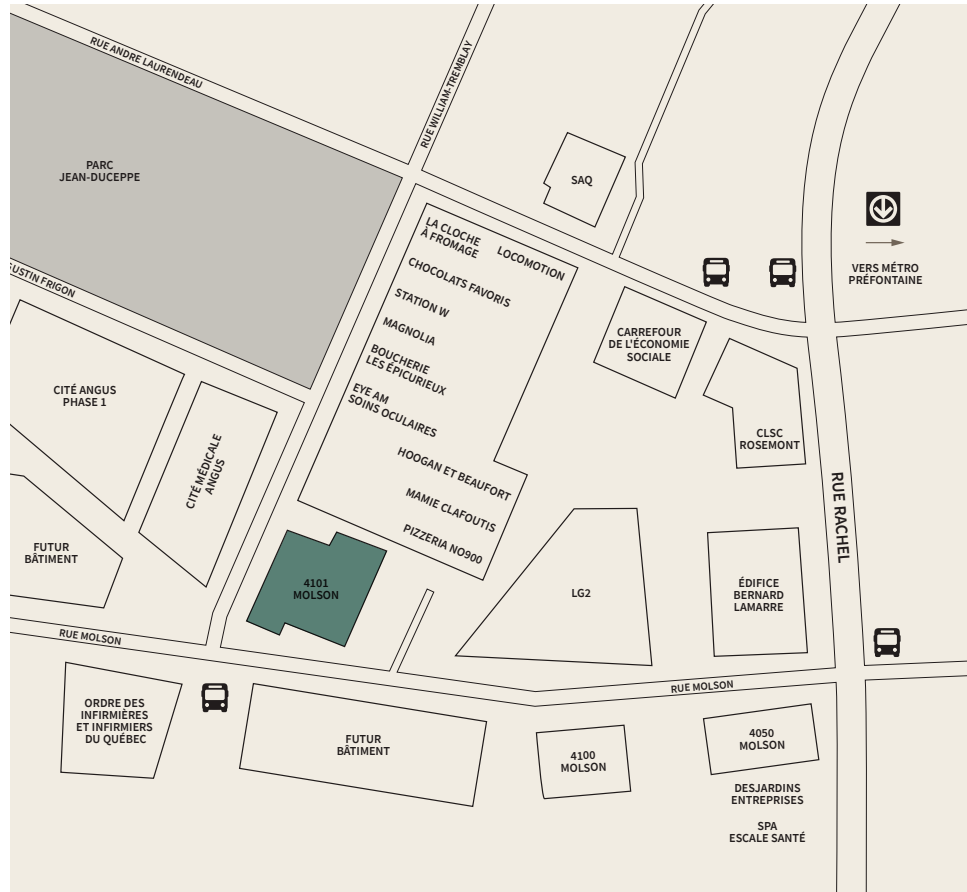 RUE ANDRE LAURENDEAU
RUE WILLIAM-TREMBLAY
PARC
JEAN-DUCEPPE
SAQ
LA CLOCHE
À FROMAGE
LOCOMOTION
CHOCOLATS FAVORIS
STATION W
MAGNOLIA
BOUCHERIE
LES ÉPICURIEUX
EYE AM
SOINS OCULAIRES
HOOGAN ET BEAUFORT
MAMIE CLAFOUTIS
PIZZERIA NO900
VERS MÉTRO
PRÉFONTAINE
GUSTIN FRIGON
CARREFOUR
DE L'ÉCONOMIE
SOCIALE
CITÉ ANGUS
PHASE 1
CITÉ MÉDICALE
ANGUS
CLSC
ROSEMONT
RUE RACHEL
FUTUR
BÂTIMENT
4101
MOLSON
LG2
ÉDIFICE
BERNARD
LAMARRE
RUE MOLSON
RUE MOLSON
ORDRE DES
INFIRMIÈRES
ET INFIRMIERS
DU QUÉBEC
FUTUR
BÂTIMENT
4100
MOLSON
4050
MOLSON
DESJARDINS
ENTREPRISES
SPA
ESCALE SANTÉ